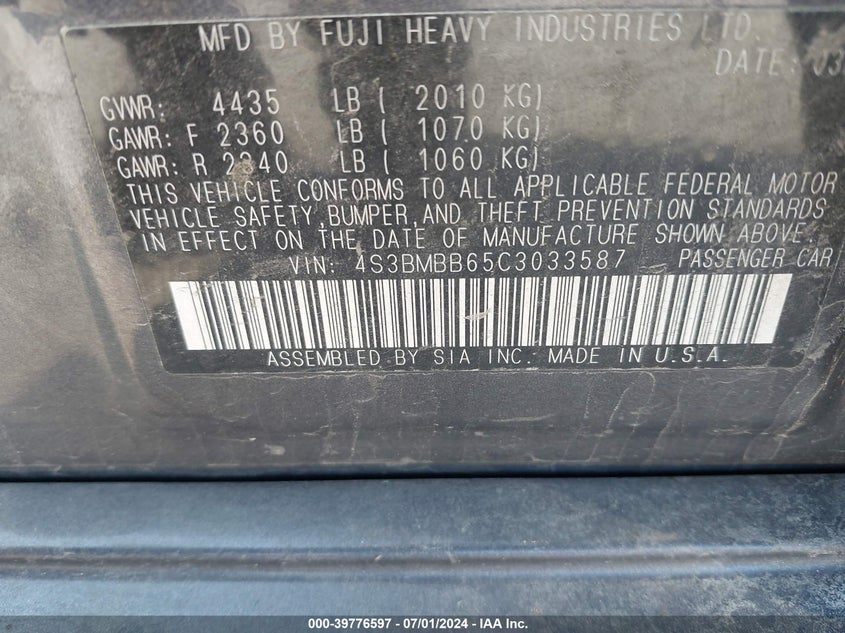 MFD BY FUJI HEAVY INDUSTRIES LTD.
DATE: 03
GVWR: 4435 LB ( 2010 KG)
GAWR: F 2360 LB ( 1070 KG)
GAWR: R 2340 LB ( 1060 KG)
THIS VEHICLE CONFORMS TO ALL APPLICABLE FEDERAL MOTOR
VEHICLE SAFETY, BUMPER, AND THEFT PREVENTION STANDARDS
IN EFFECT ON THE DATE OF MANUFACTURE SHOWN ABOVE.
VIN: 4S3BMBB65C3033587 PASSENGER CAR
ASSEMBLED BY SIA INC. MADE IN U.S.A.
000-39776597 - 07/01/2024 - IAA Inc.